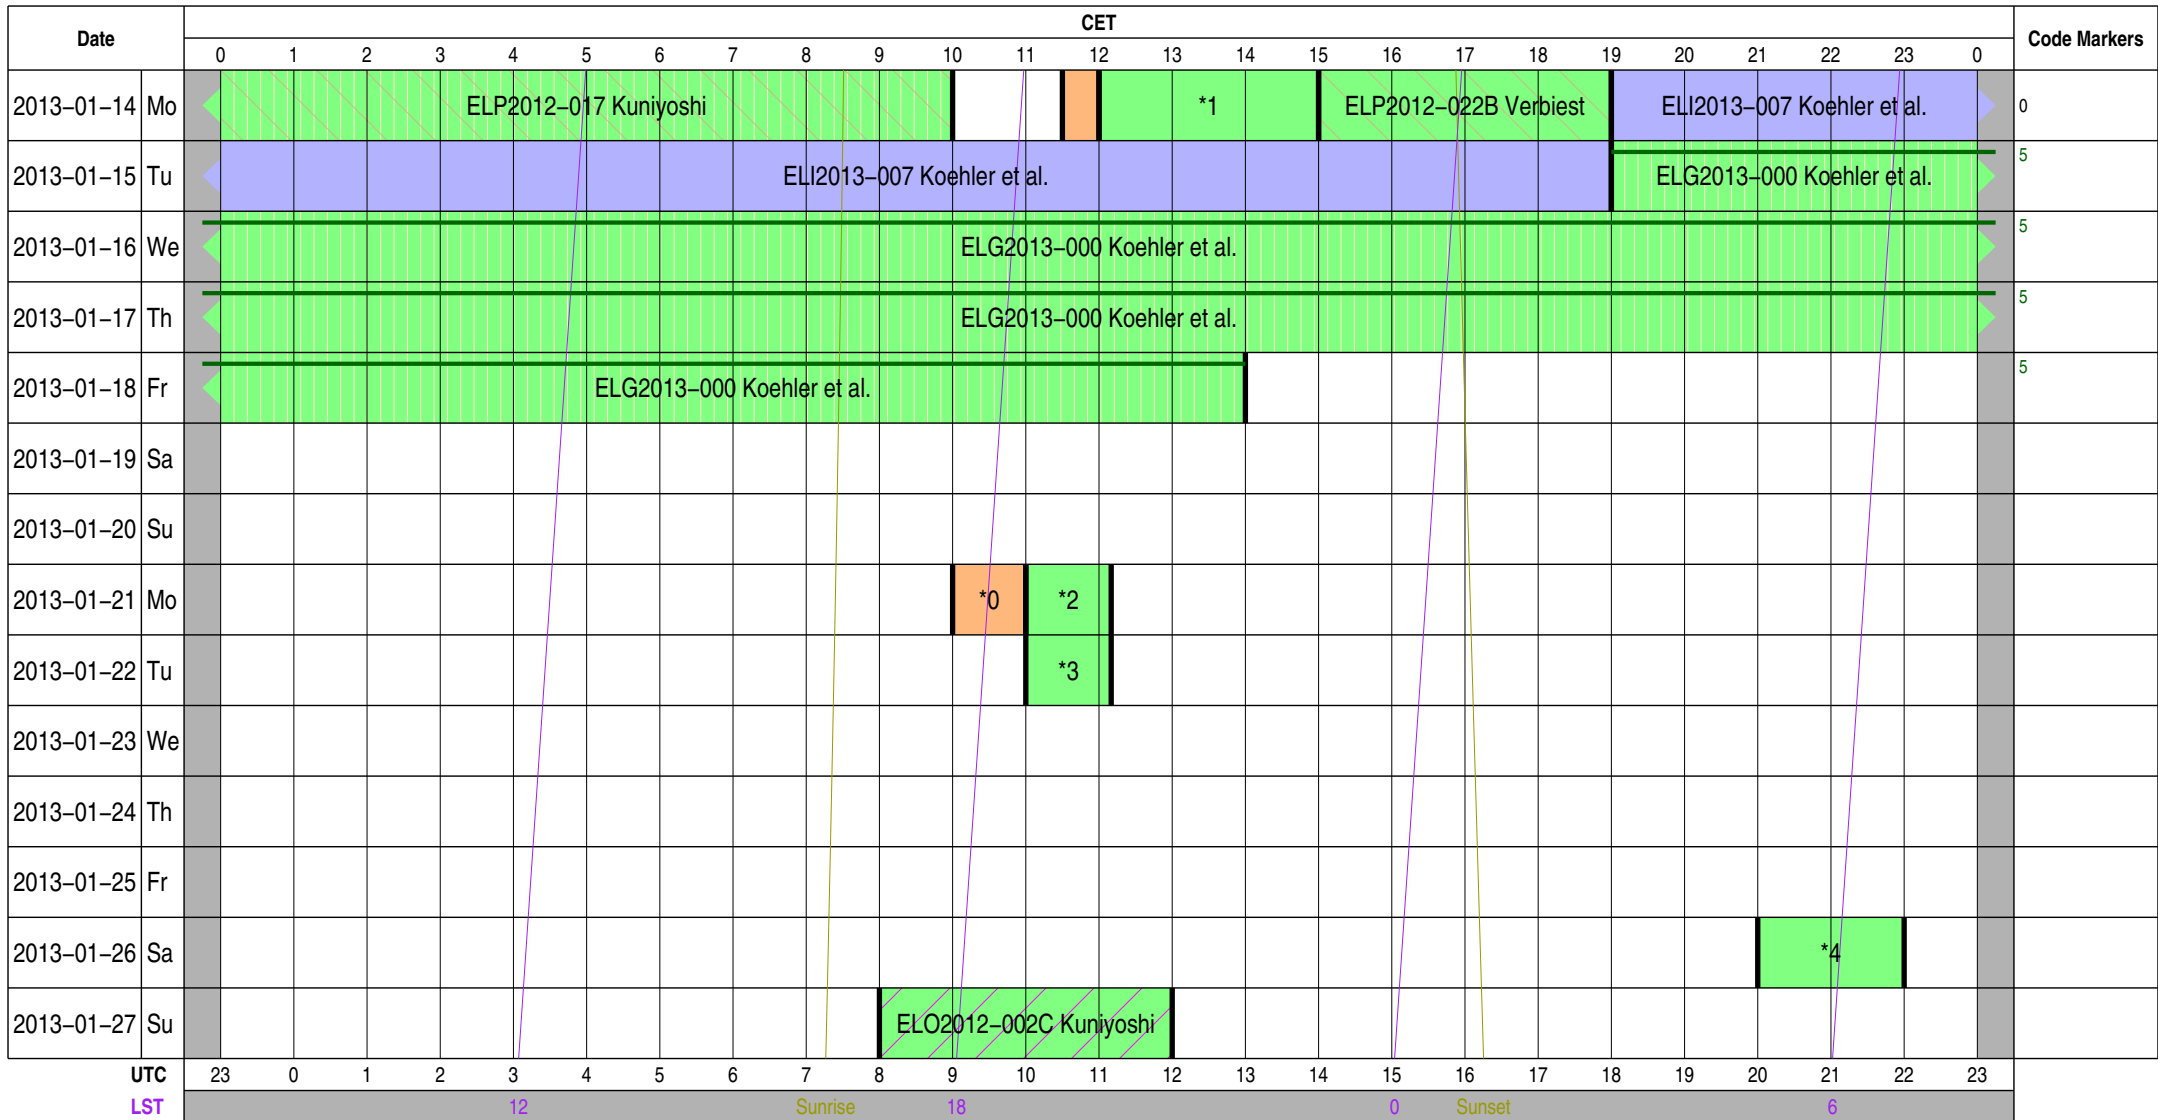 Date CET Code Markers
0 1 2 3 4 5 6 7 8 9 10 11 12 13 14 15 16 17 18 19 20 21 22 23 0
2013−01−14 Mo ELP2012−017 Kuniyoshi *1 ELP2012−022B Verbiest ELI2013−007 Koehler et al. 0
2013−01−15 Tu ELI2013−007 Koehler et al. ELG2013−000 Koehler et al. 5
2013−01−16 We ELG2013−000 Koehler et al. 5
2013−01−17 Th ELG2013−000 Koehler et al. 5
2013−01−18 Fr ELG2013−000 Koehler et al. 5
2013−01−19 Sa
2013−01−20 Su
2013−01−21 Mo *0 *2
2013−01−22 Tu *3
2013−01−23 We
2013−01−24 Th
2013−01−25 Fr
2013−01−26 Sa *4
2013−01−27 Su ELO2012−002C Kuniyoshi
UTC 23 0 1 2 3 4 5 6 7 8 9 10 11 12 13 14 15 16 17 18 19 20 21 22 23
LST 12 Sunrise 18 0 Sunset 6